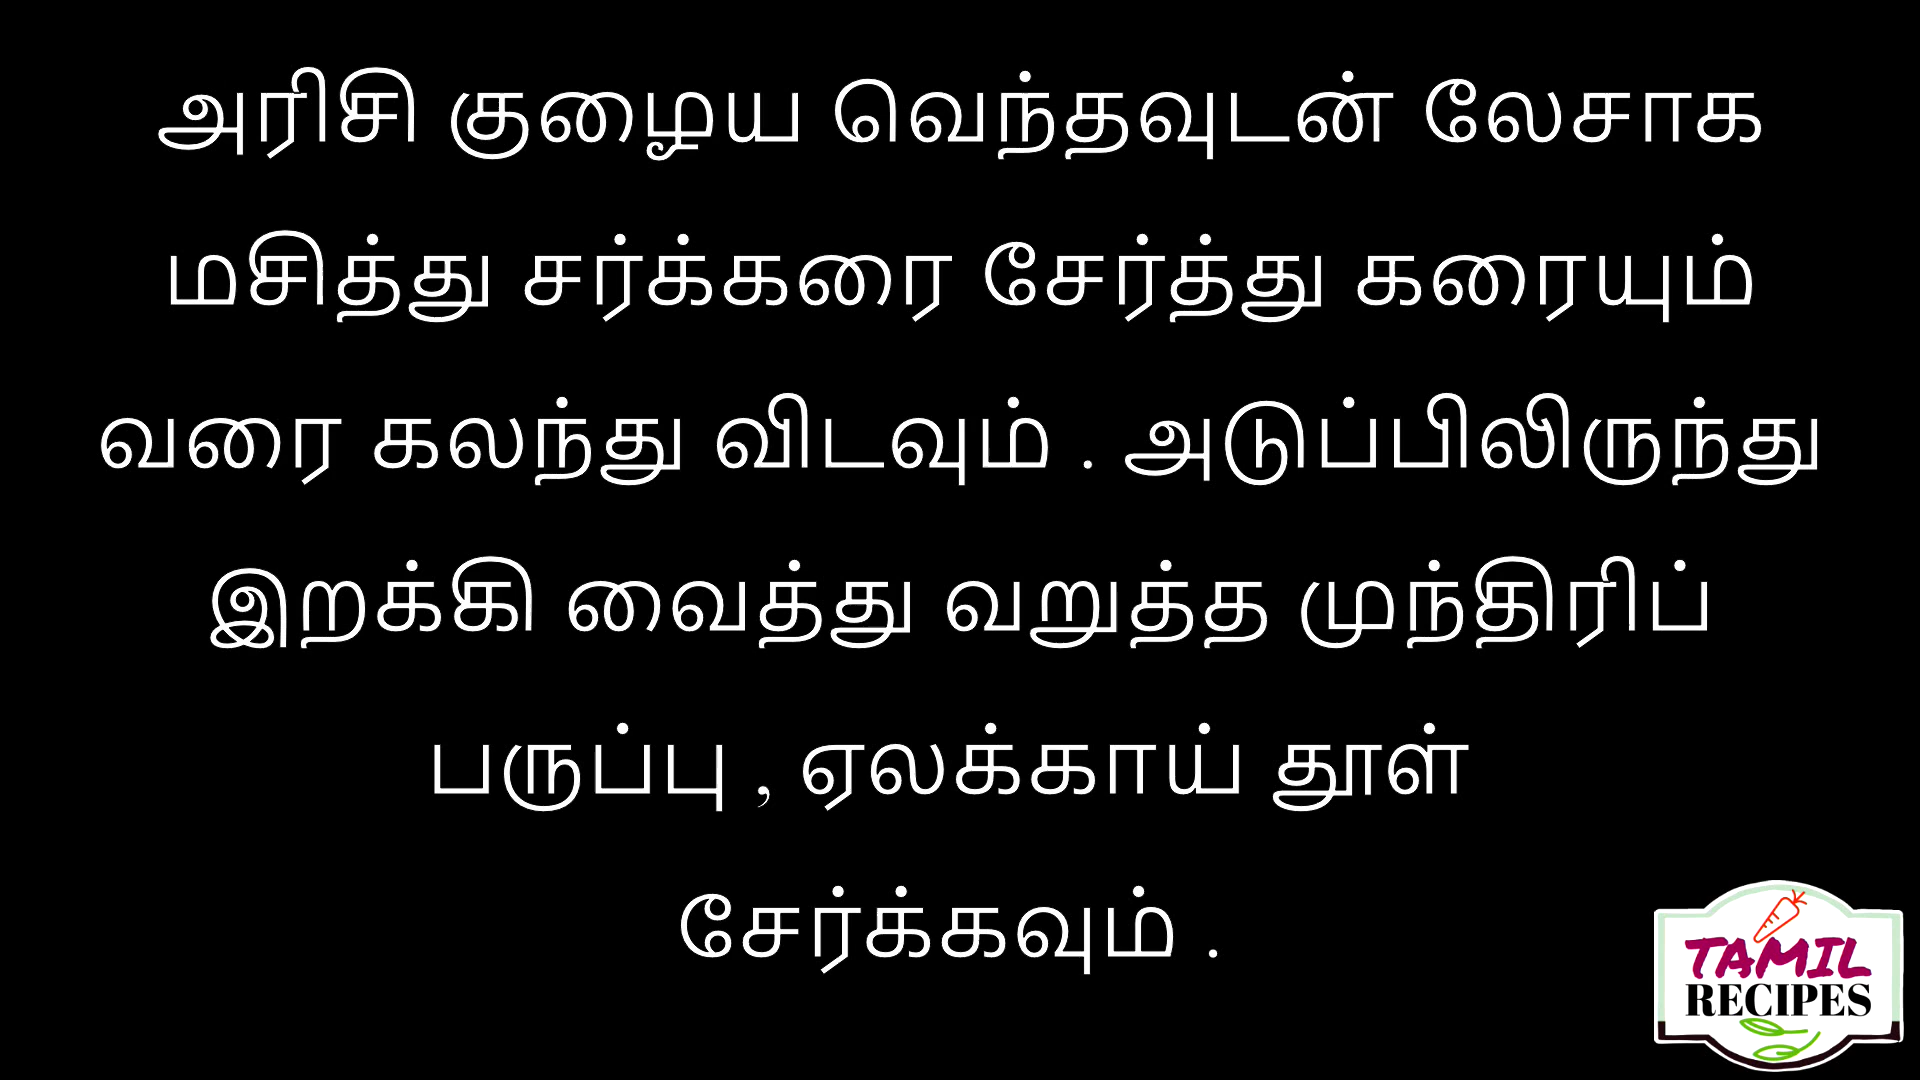 அரிசி குழைய வெந்தவுடன் லேசாக
மசித்து சர்க்கரை சேர்த்து கரையும்
வரை கலந்து விடவும் . அடுப்பிலிருந்து
இறக்கி வைத்து வறுத்த முந்திரிப்
பருப்பு , ஏலக்காய் தூள்
சேர்க்கவும் .
TAMIL
RECIPES